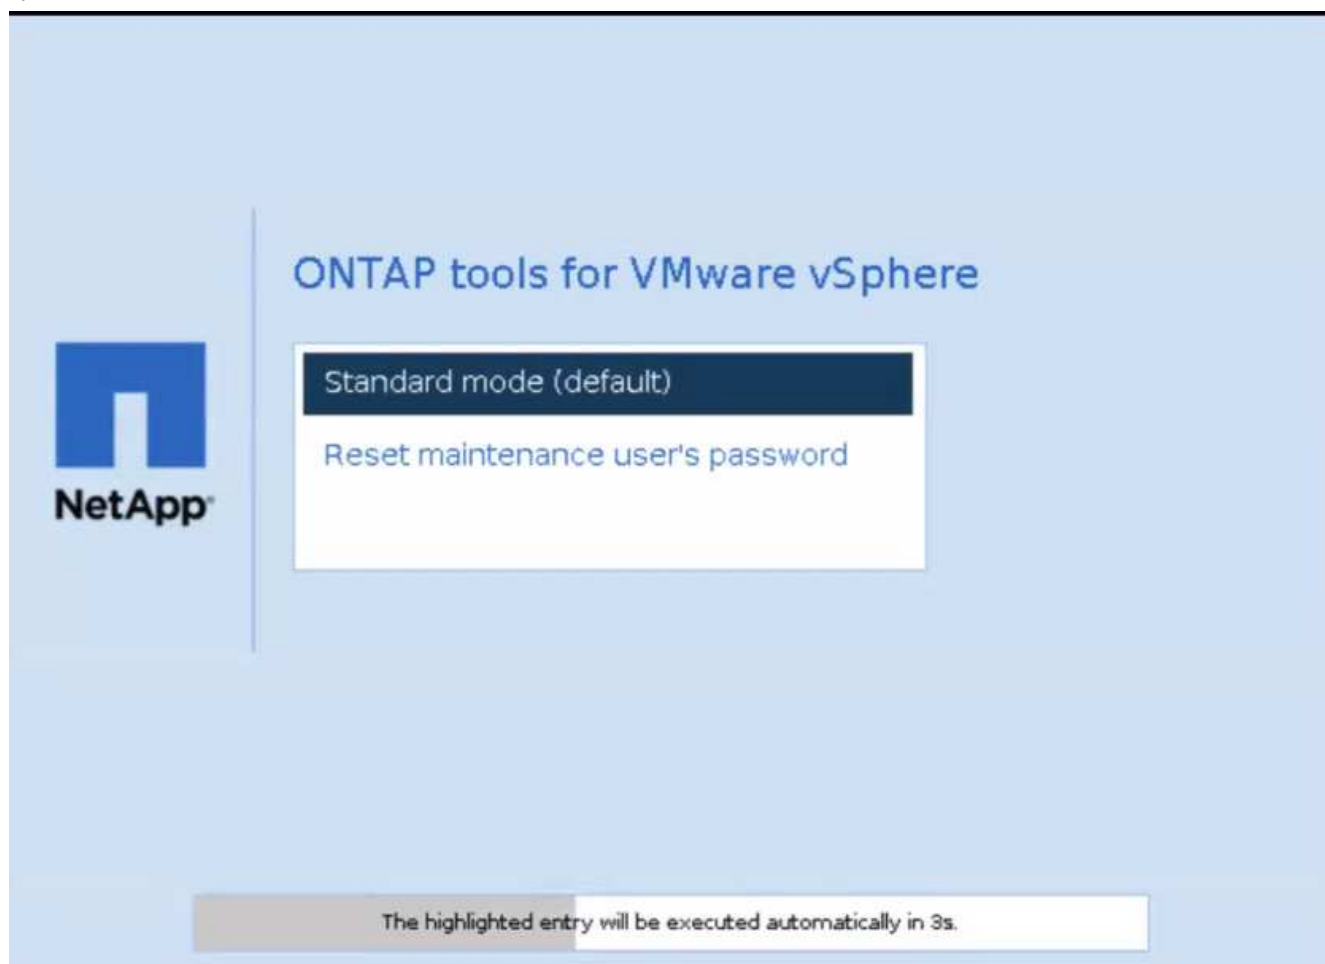 ONTAP tools for VMware vSphere
Standard mode (default)
Reset maintenance user's password
NetApp
The highlighted entry will be executed automatically in 3s.